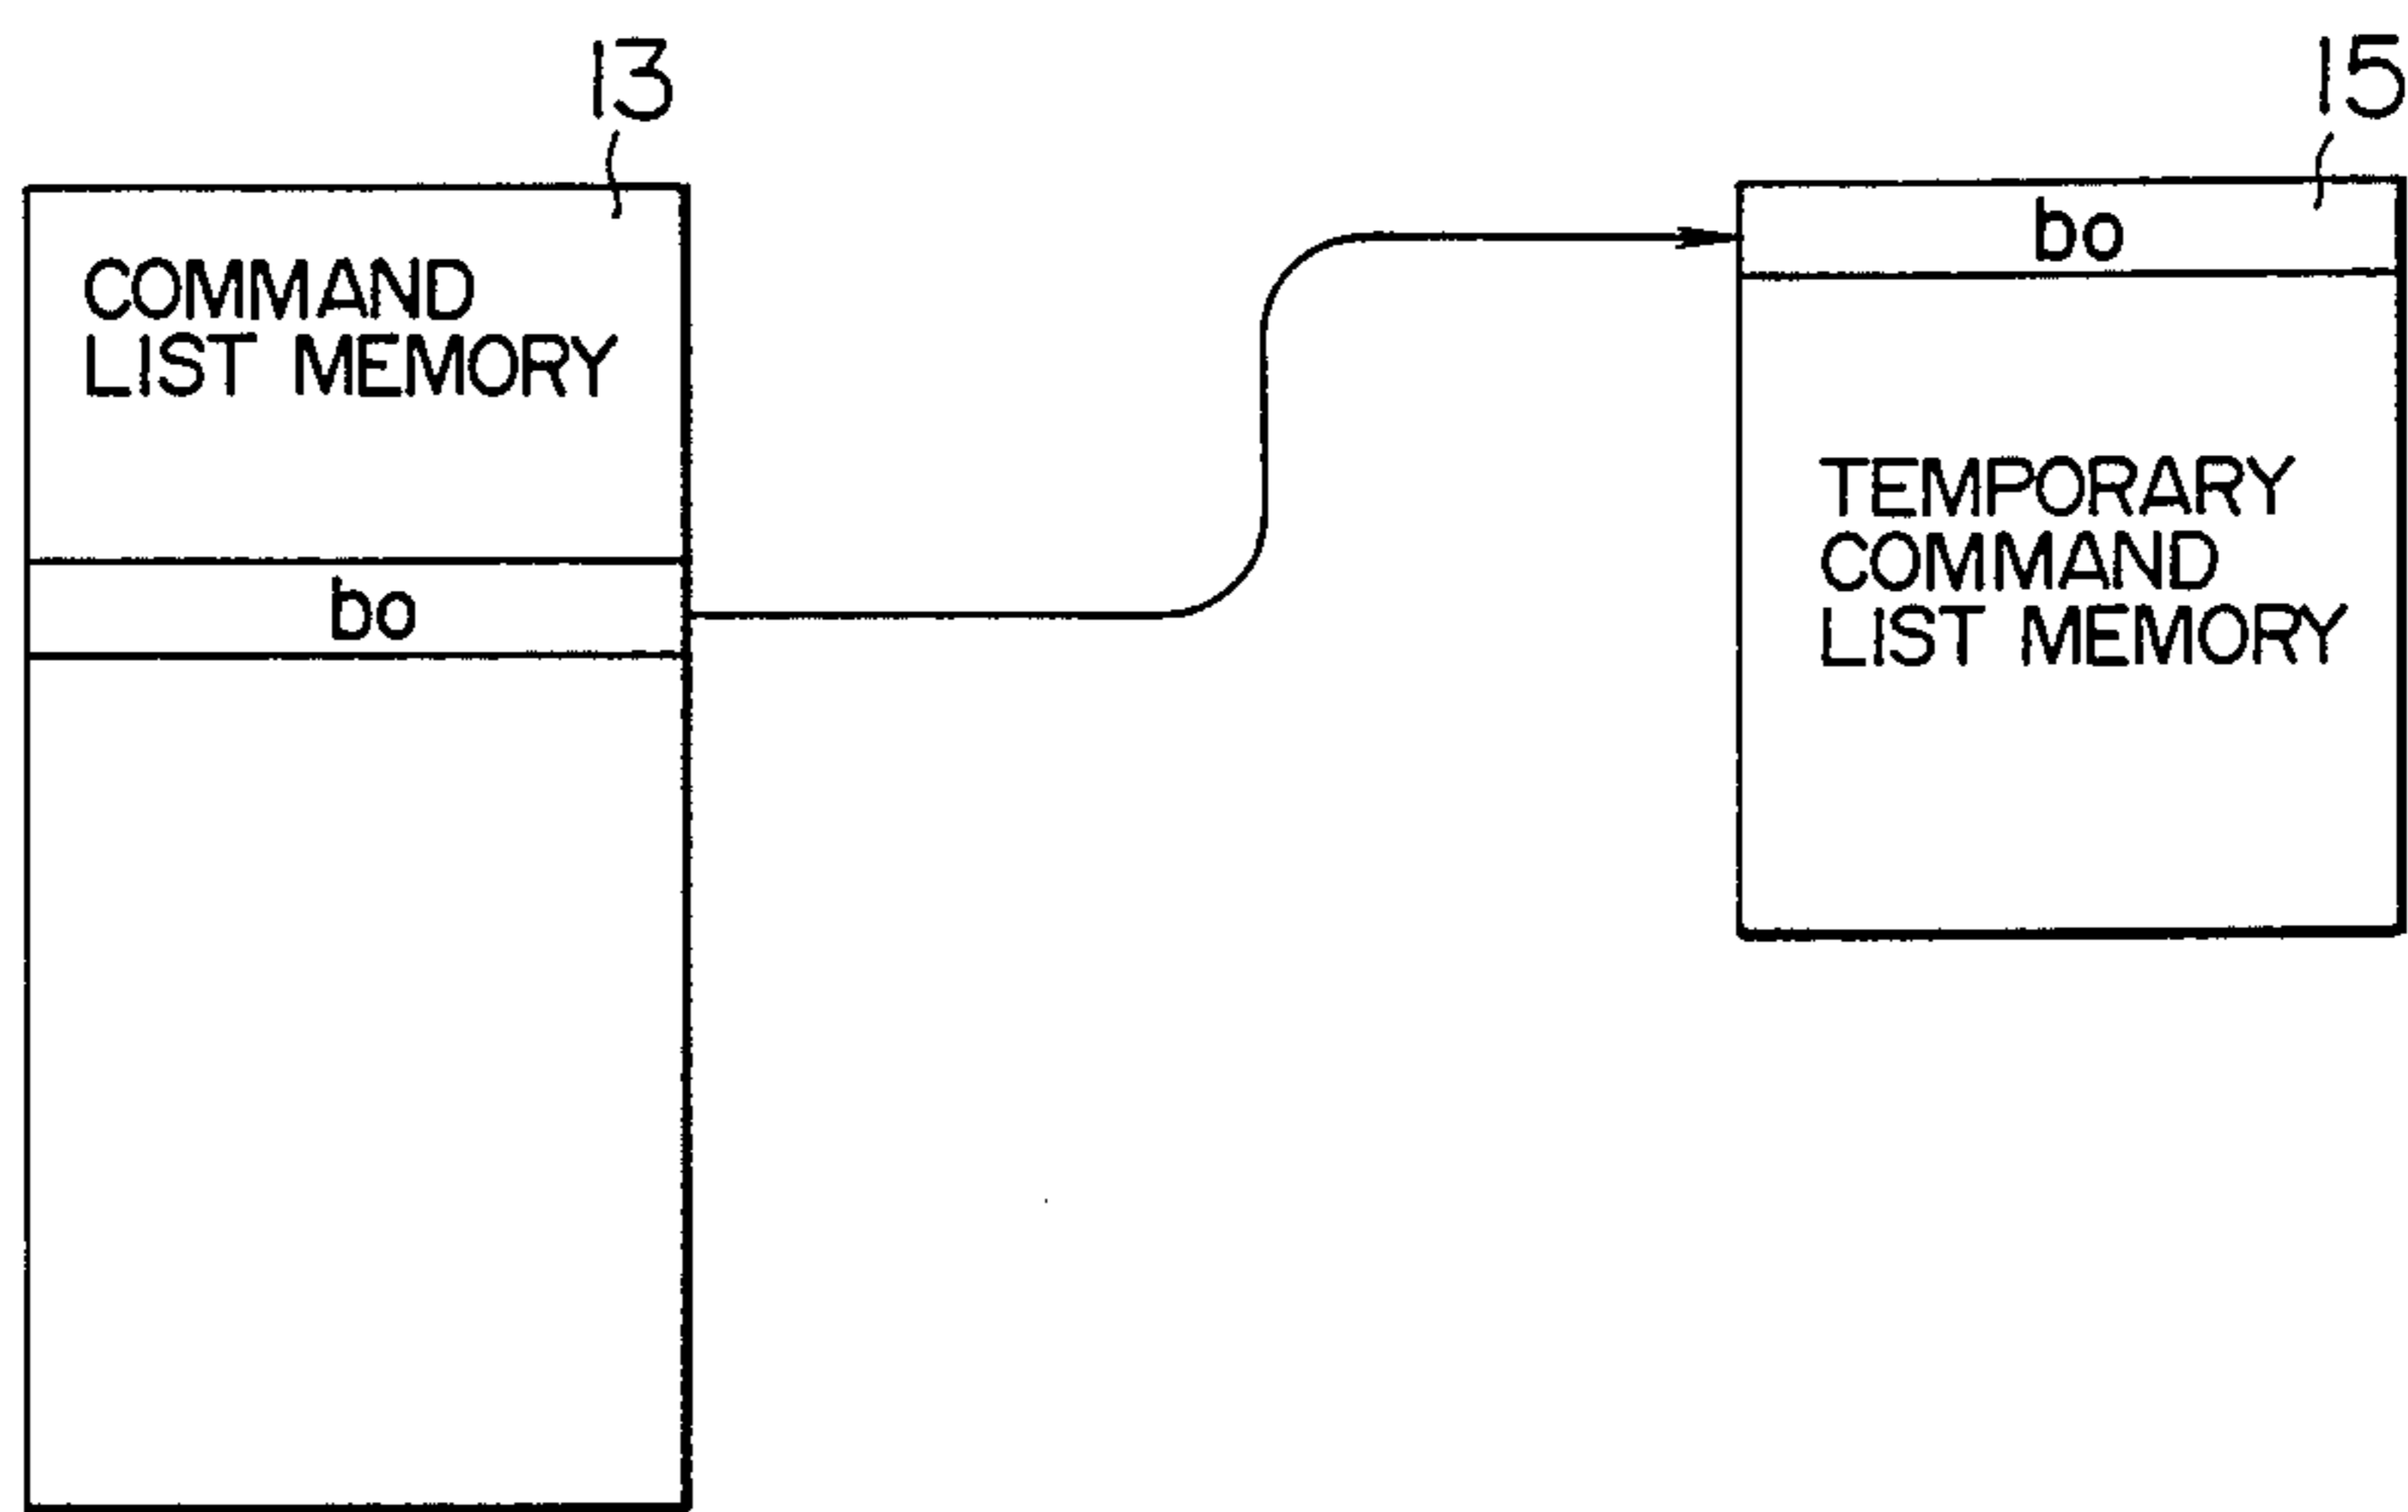 13
COMMAND
LIST MEMORY
bo
15
bo
TEMPORARY
COMMAND
LIST MEMORY